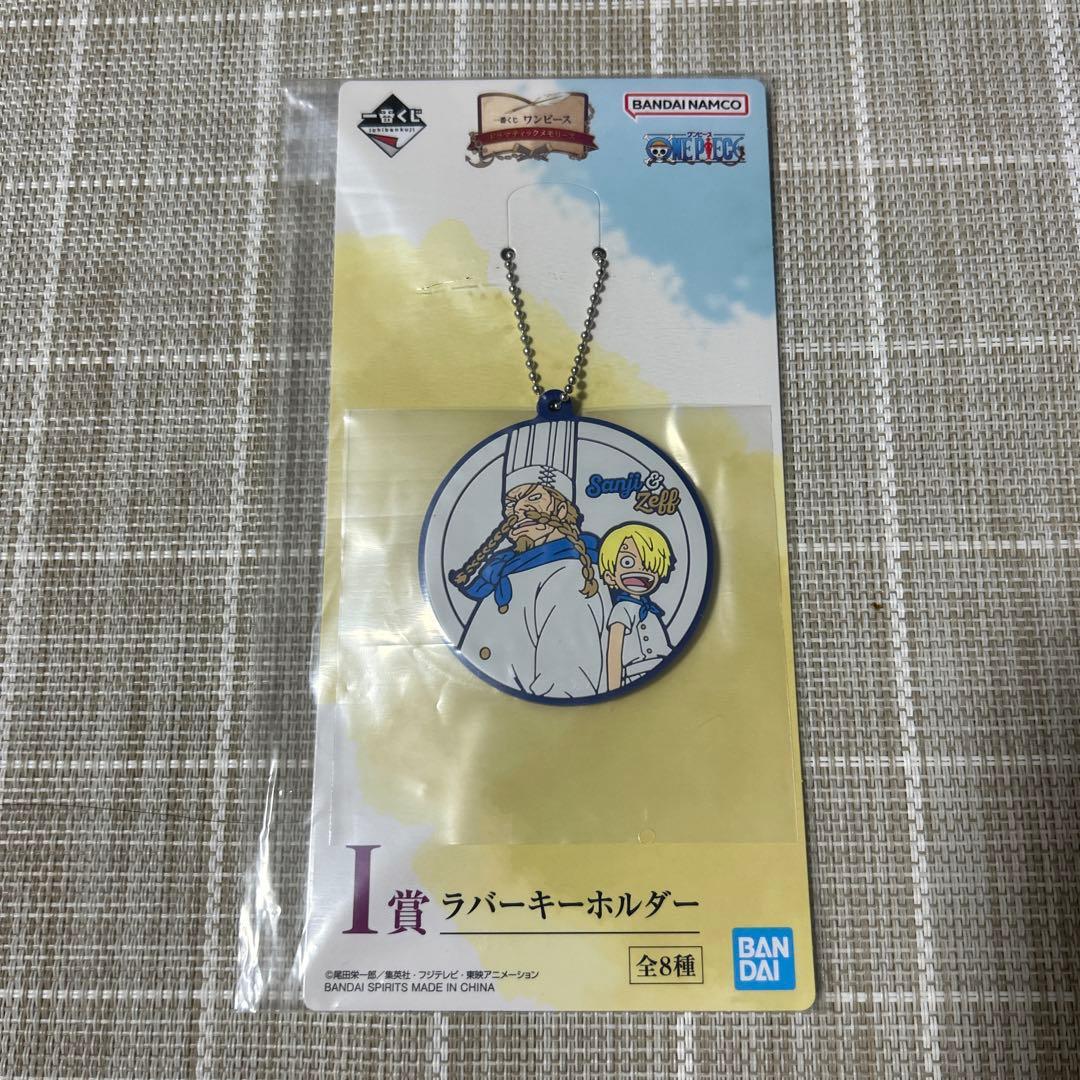 一番くじ
ichibankuji
一番くじ ワンピース
ドラマティックメモリーズ
BANDAI NAMCO
ワンピース
ONE PIECE
Sanji &
Zeff
I賞 ラバーキーホルダー
全8種
BAN
DAI
©尾田栄一郎／集英社・フジテレビ・東映アニメーション
BANDAI SPIRITS MADE IN CHINA